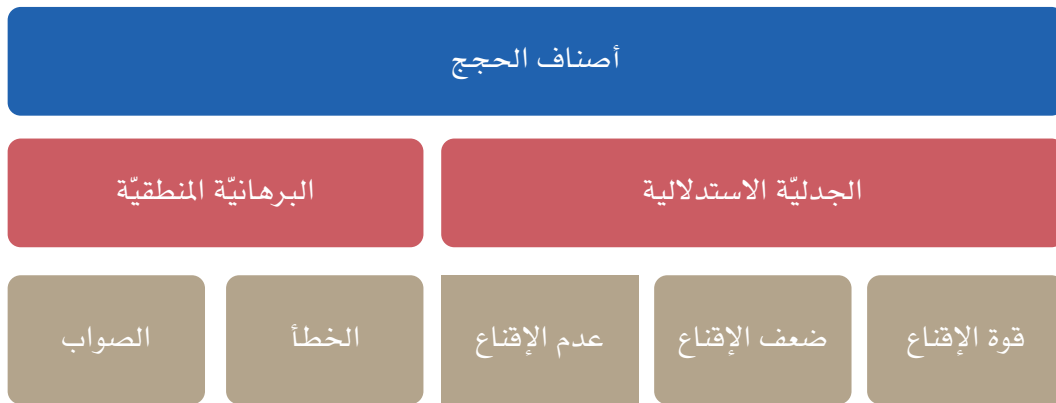 أصناف الحجج
الجدليّة الاستدلالية
البرهانيّة المنطقيّة
قوة الإقناع
ضعف الإقناع
عدم الإقناع
الخطأ
الصواب